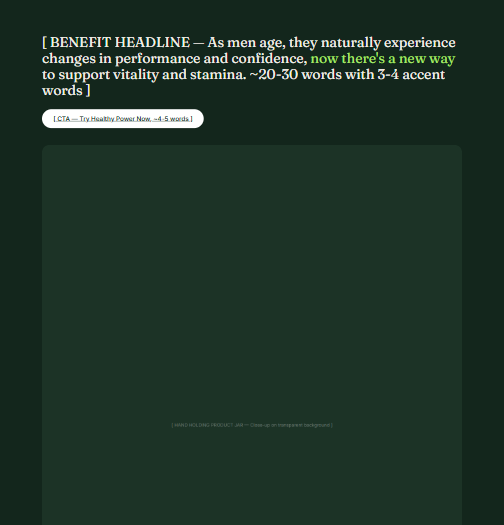 [ BENEFIT HEADLINE — As men age, they naturally experience
changes in performance and confidence, now there's a new way
to support vitality and stamina. ~20-30 words with 3-4 accent
words ]
[ CTA — Try Healthy Power Now, ~4-5 words ]
[ HAND HOLDING PRODUCT JAR — Close-up on transparent background ]